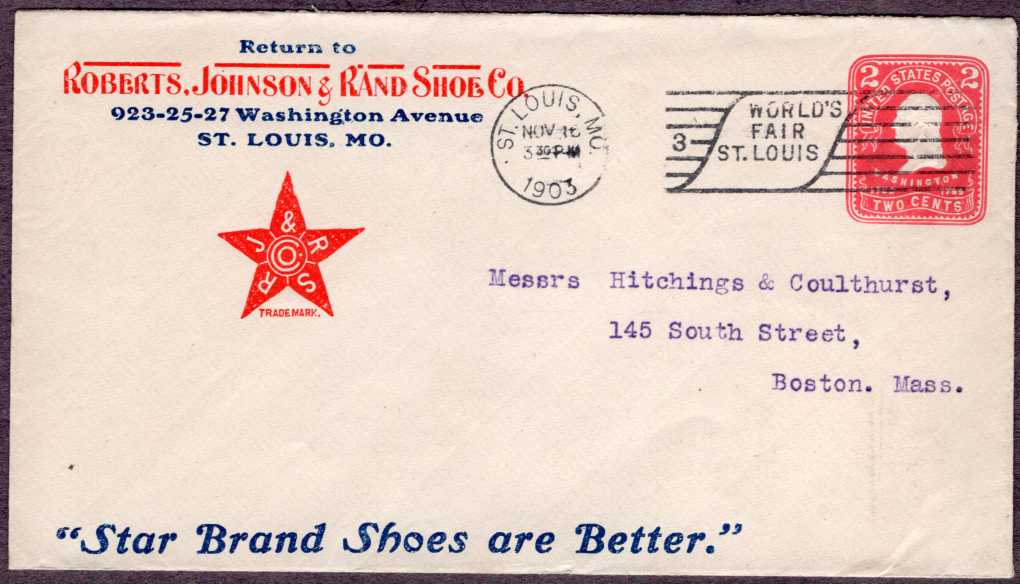 Return to
ROBERTS, JOHNSON & RAND SHOE CO.
923-25-27 Washington Avenue
ST. LOUIS, MO.
R J & R S
CO.
TRADE MARK.
ST. LOUIS, MO.
NOV 16
3 30 PM
1903
3
WORLD'S
FAIR
ST. LOUIS
2 2
UNITED STATES POSTAGE
WASHINGTON
TWO CENTS
Messrs Hitchings & Coulthurst,
145 South Street,
Boston. Mass.
"Star Brand Shoes are Better."